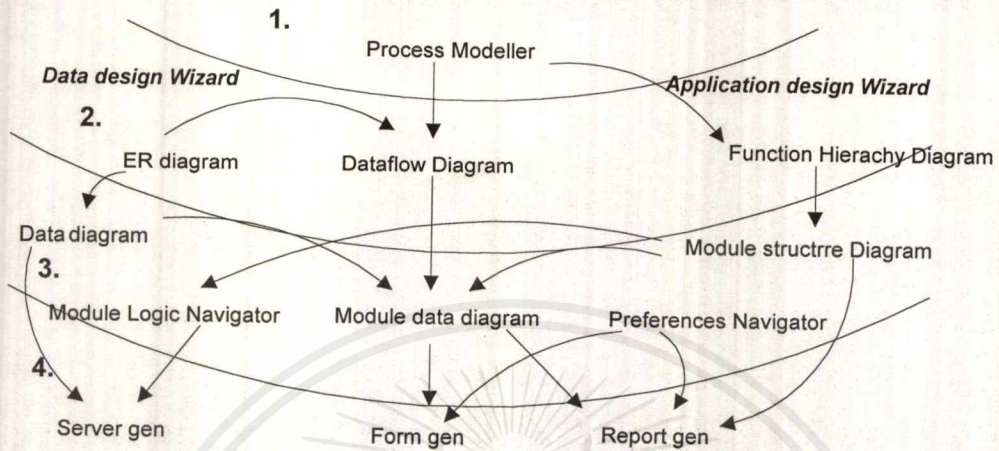 1.
Process Modeller
Data design Wizard
Application design Wizard
2.
ER diagram
Dataflow Diagram
Function Hierachy Diagram
Data diagram
Module structrre Diagram
3.
Module Logic Navigator
Module data diagram
Preferences Navigator
4.
Server gen
Form gen
Report gen